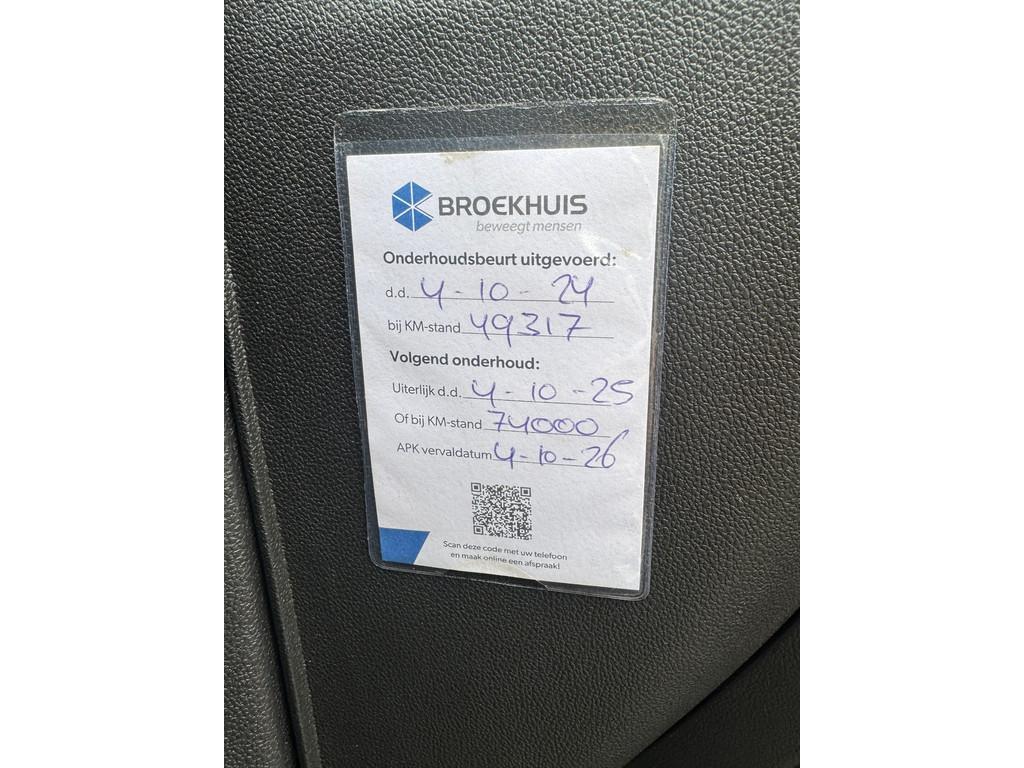 BROEKHUIS
beweegt mensen
Onderhoudsbeurt uitgevoerd:
d.d. 4-10-24
bij KM-stand 49317
Volgend onderhoud:
Uiterlijk d.d. 4-10-25
Of bij KM-stand 74000
APK vervaldatum 4-10-26
Scan deze code met uw telefoon
en maak online een afspraak!